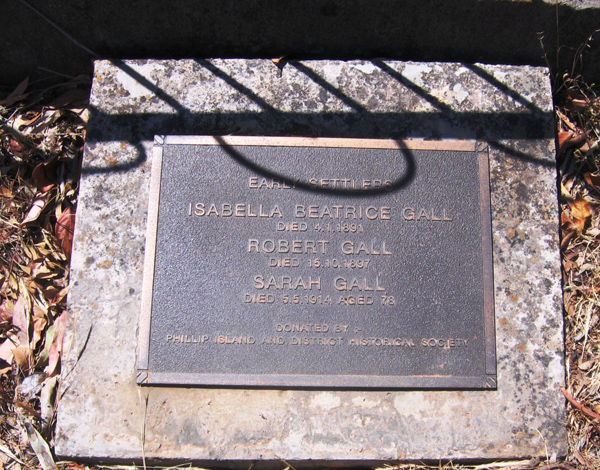 EARLY SETTLERS
ISABELLA BEATRICE GALL
DIED 4.1.1891
ROBERT GALL
DIED 15.10.1897
SARAH GALL
DIED 5.5.1914 AGED 78
DONATED BY :-
PHILLIP ISLAND AND DISTRICT HISTORICAL SOCIETY